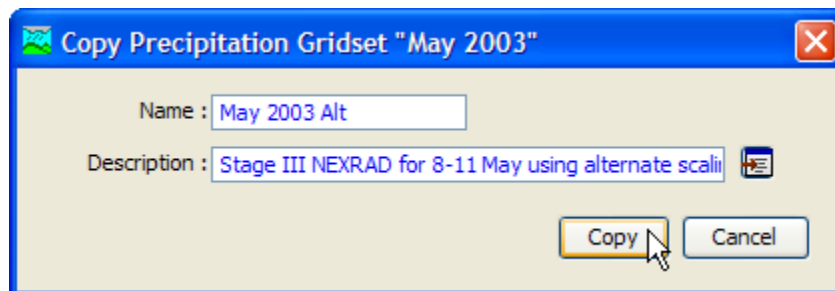 Copy Precipitation Gridset "May 2003"
Name : May 2003 Alt
Description : Stage III NEXRAD for 8-11 May using alternate
Copy Cancel